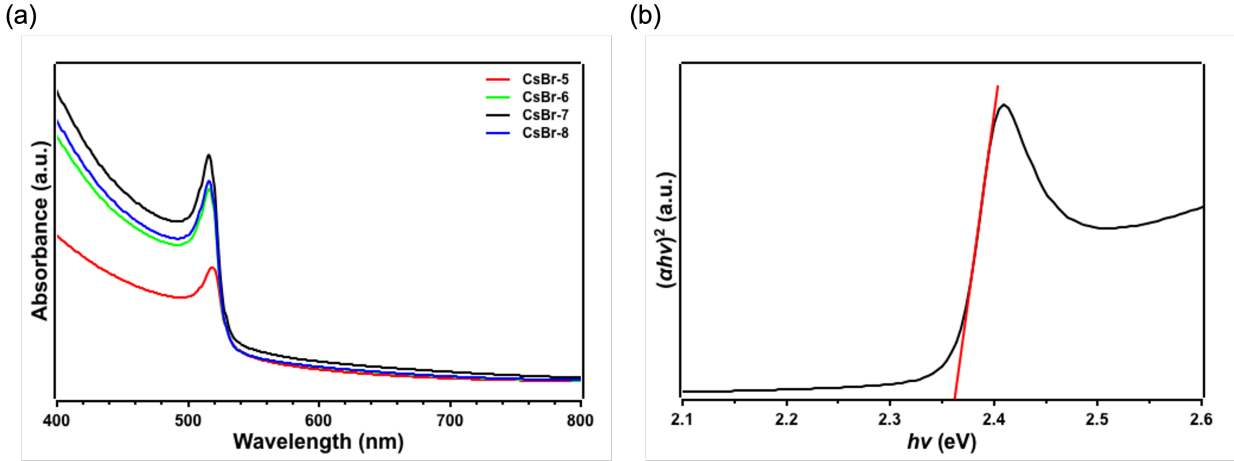 (a)
CsBr-5
CsBr-6
CsBr-7
CsBr-8
Absorbance (a.u.)
400 500 600 700 800
Wavelength (nm)
(b)
(αhν)² (a.u.)
2.1 2.2 2.3 2.4 2.5 2.6
hν (eV)